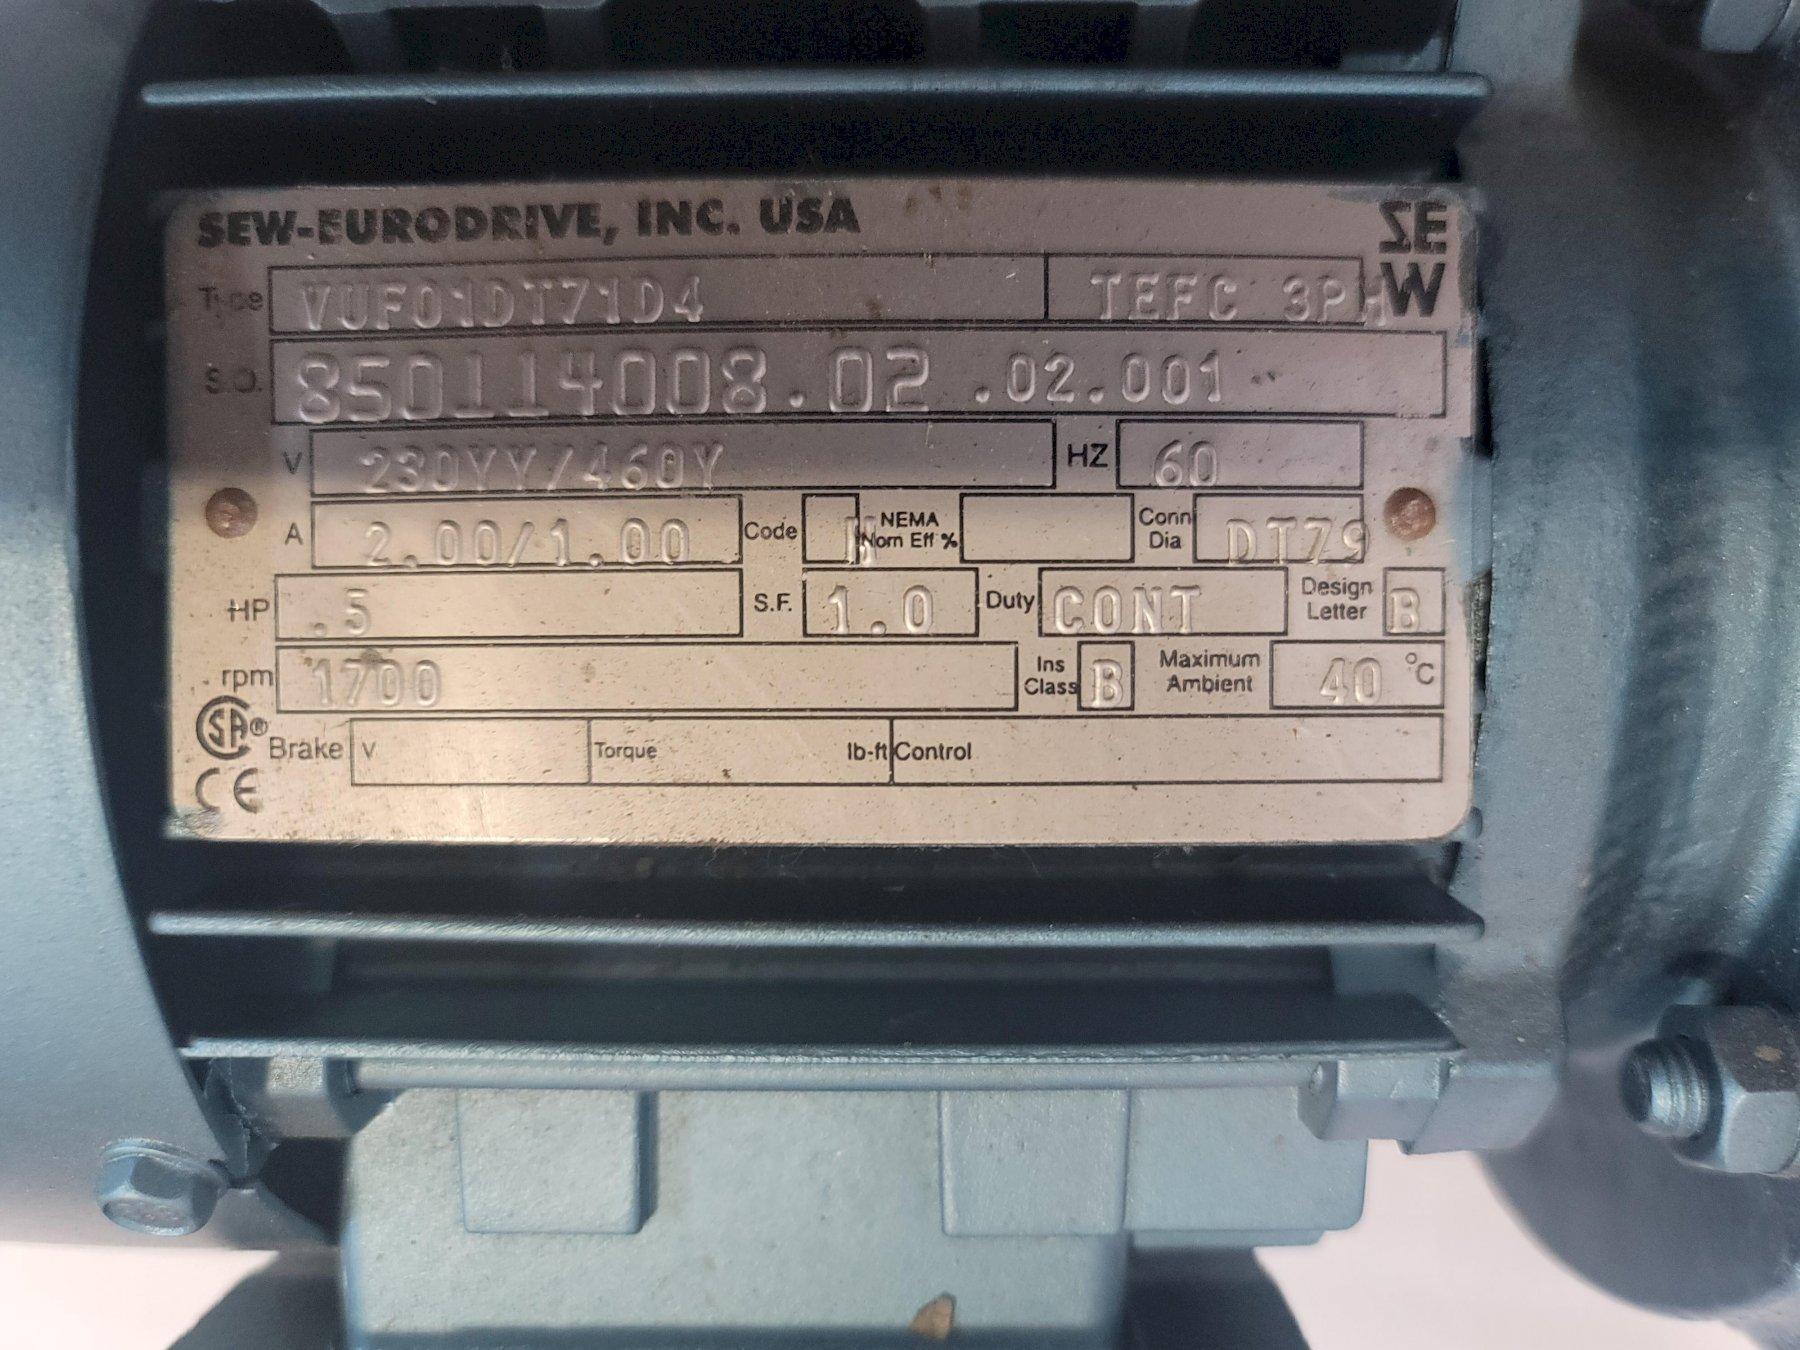 SEW-EURODRIVE, INC. USA
SEW
Type VUF01DT71D4 TEFC 3PH
S.O. 850114008.02 .02.001
V 230YY/460Y HZ 60
A 2.00/1.00 Code N NEMA Nom Eff % Conn Dia DT79
HP .5 S.F. 1.0 Duty CONT Design Letter B
rpm 1700 Ins Class B Maximum Ambient 40 °C
SA® Brake V Torque lb-ft Control
CE